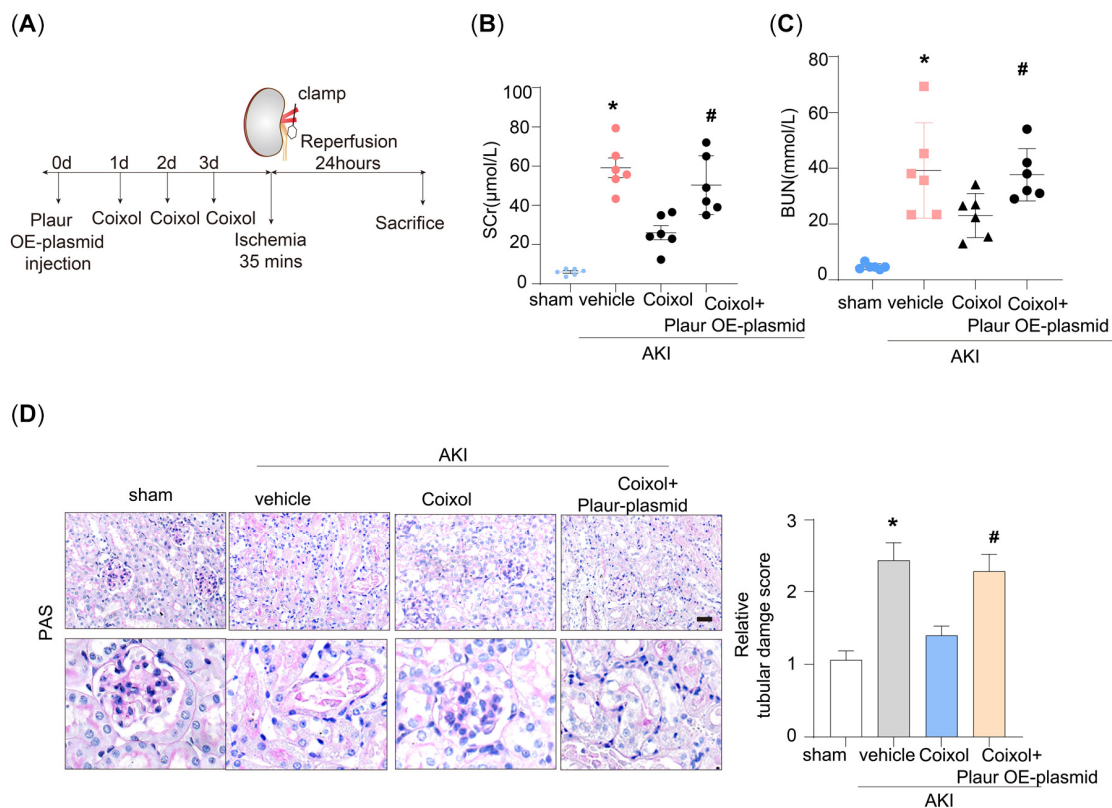 (A)
clamp
Reperfusion
0d 1d 2d 3d 24hours
Plaur
OE-plasmid
injection
Coixol Coixol Coixol
Ischemia
35 mins
Sacrifice
(B)
SCr(μmol/L)
100
80
60
40
20
0
*
#
sham vehicle Coixol Coixol+
Plaur OE-plasmid
AKI
(C)
BUN(mmol/L)
80
60
40
20
0
*
#
sham vehicle Coixol Coixol+
Plaur OE-plasmid
AKI
(D)
AKI
sham vehicle Coixol Coixol+
Plaur-plasmid
PAS
Relative
tubular damge score
3
2
1
0
*
#
sham vehicle Coixol Coixol+
Plaur OE-plasmid
AKI